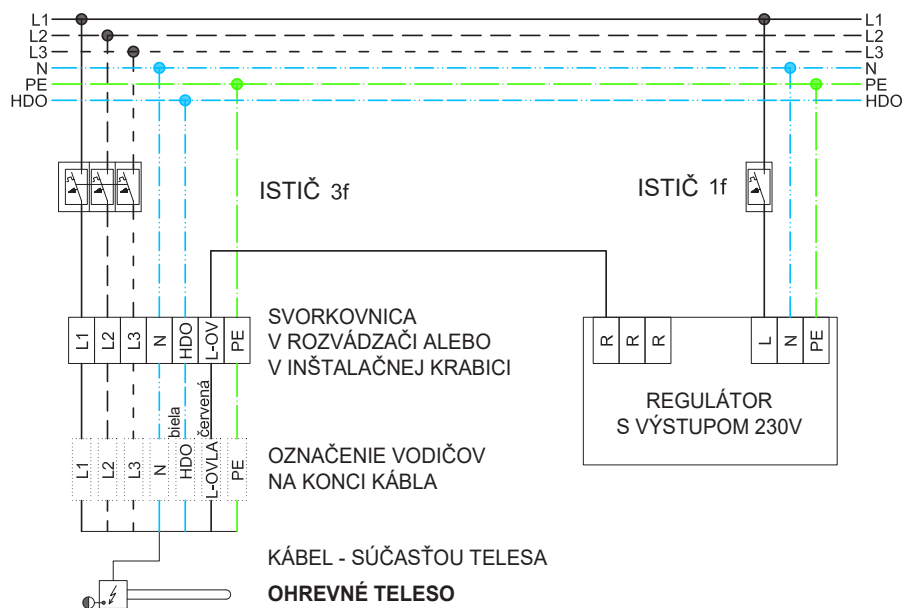 L1 L1
L2 L2
L3 L3
N N
PE PE
HDO HDO
ISTIČ 3f
ISTIČ 1f
SVORKOVNICA
V ROZVÁDZAČI ALEBO
V INŠTALAČNEJ KRABICI
L1 L2 L3 N HDO L-OV PE
R R R L N PE
REGULÁTOR
S VÝSTUPOM 230V
biela
červená
OZNAČENIE VODIČOV
NA KONCI KÁBLA
L1 L2 L3 N HDO L-OVLA PE
KÁBEL - SÚČASŤOU TELESA
OHREVNÉ TELESO